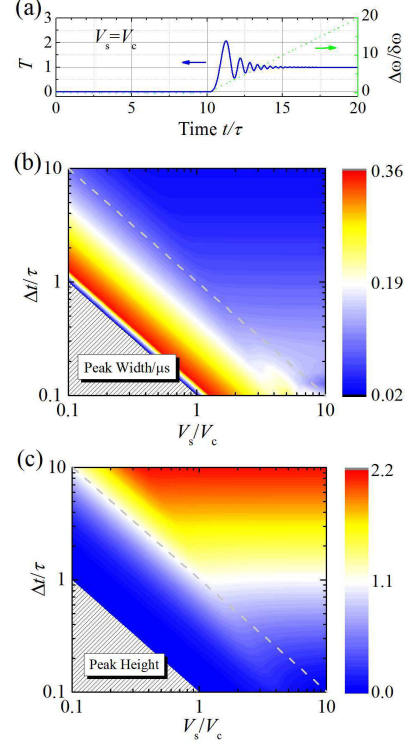 (a)
3
2
1
0
T
V_s=V_c
20
10
0
Δω/δω
0 5 10 15 20
Time t/τ
(b)
10
1
0.1
Δt/τ
Peak Width/μs
0.1 1 10
V_s/V_c
0.36
0.19
0.02
(c)
10
1
0.1
Δt/τ
Peak Height
0.1 1 10
V_s/V_c
2.2
1.1
0.0